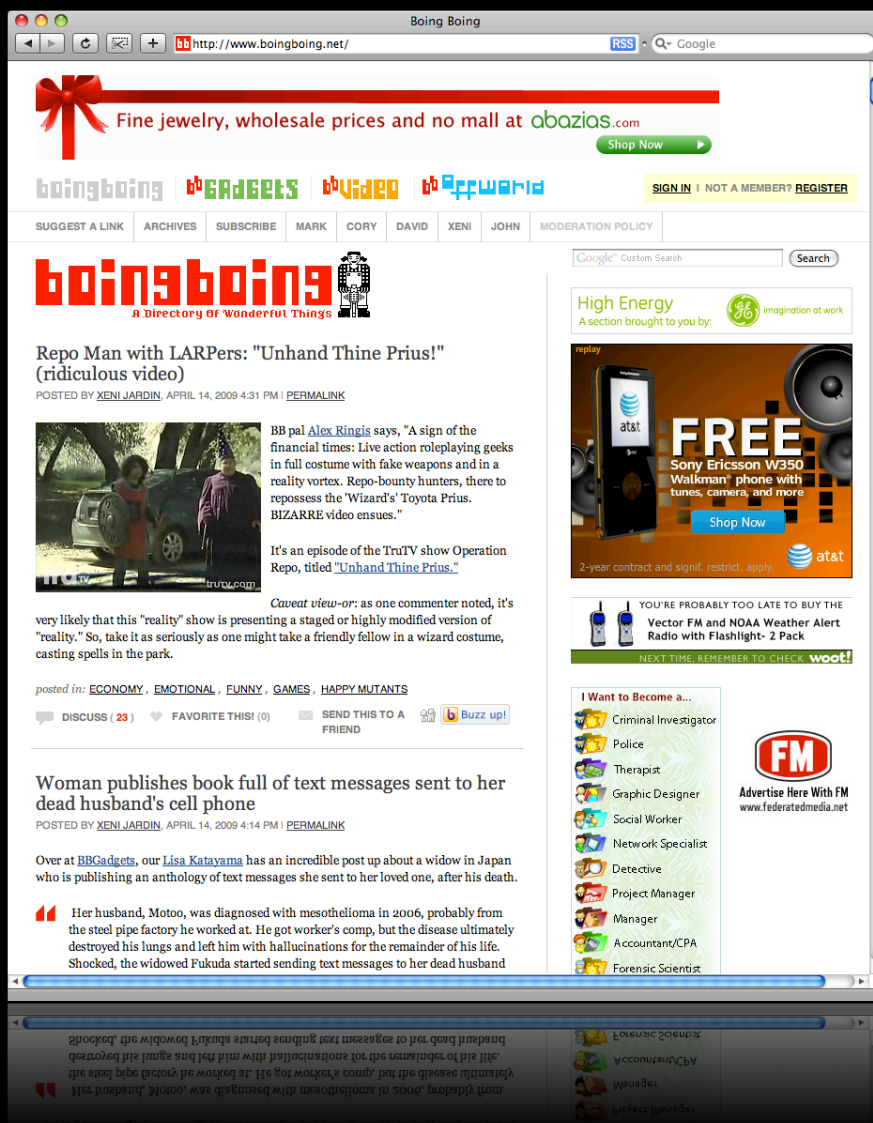 Boing Boing
http://www.boingboing.net/
RSS
Google
Fine jewelry, wholesale prices and no mall at abazias.com
Shop Now
boingboing
bbGADGETS
bbVIDEO
bbOffworld
SIGN IN | NOT A MEMBER? REGISTER
SUGGEST A LINK
ARCHIVES
SUBSCRIBE
MARK
CORY
DAVID
XENI
JOHN
MODERATION POLICY
boingboing
A Directory Of Wonderful Things
Repo Man with LARPers: "Unhand Thine Prius!"
(ridiculous video)
POSTED BY XENI JARDIN, APRIL 14, 2009 4:31 PM | PERMALINK
tru TV
trutv.com
BB pal Alex Ringis says, "A sign of the
financial times: Live action roleplaying geeks
in full costume with fake weapons and in a
reality vortex. Repo-bounty hunters, there to
repossess the 'Wizard's' Toyota Prius.
BIZARRE video ensues."
It's an episode of the TruTV show Operation
Repo, titled "Unhand Thine Prius."
Caveat view-or: as one commenter noted, it's
very likely that this "reality" show is presenting a staged or highly modified version of
"reality." So, take it as seriously as one might take a friendly fellow in a wizard costume,
casting spells in the park.
posted in: ECONOMY , EMOTIONAL , FUNNY , GAMES , HAPPY MUTANTS
DISCUSS ( 23 )
FAVORITE THIS! (0)
SEND THIS TO A
FRIEND
b Buzz up!
Woman publishes book full of text messages sent to her
dead husband's cell phone
POSTED BY XENI JARDIN, APRIL 14, 2009 4:14 PM | PERMALINK
Over at BBGadgets, our Lisa Katayama has an incredible post up about a widow in Japan
who is publishing an anthology of text messages she sent to her loved one, after his death.
Her husband, Motoo, was diagnosed with mesothelioma in 2006, probably from
the steel pipe factory he worked at. He got worker's comp, but the disease ultimately
destroyed his lungs and left him with hallucinations for the remainder of his life.
Shocked, the widowed Fukuda started sending text messages to her dead husband
Google™ Custom Search
Search
High Energy
A section brought to you by:
GE
imagination at work
replay
at&t
FREE
Sony Ericsson W350
Walkman® phone with
tunes, camera, and more
Shop Now
2-year contract and signif. restrict. apply.
at&t
YOU'RE PROBABLY TOO LATE TO BUY THE
Vector FM and NOAA Weather Alert
Radio with Flashlight- 2 Pack
NEXT TIME, REMEMBER TO CHECK woot!
I Want to Become a...
Criminal Investigator
Police
Therapist
Graphic Designer
Social Worker
Network Specialist
Detective
Project Manager
Manager
Accountant/CPA
Forensic Scientist
FM
Advertise Here With FM
www.federatedmedia.net